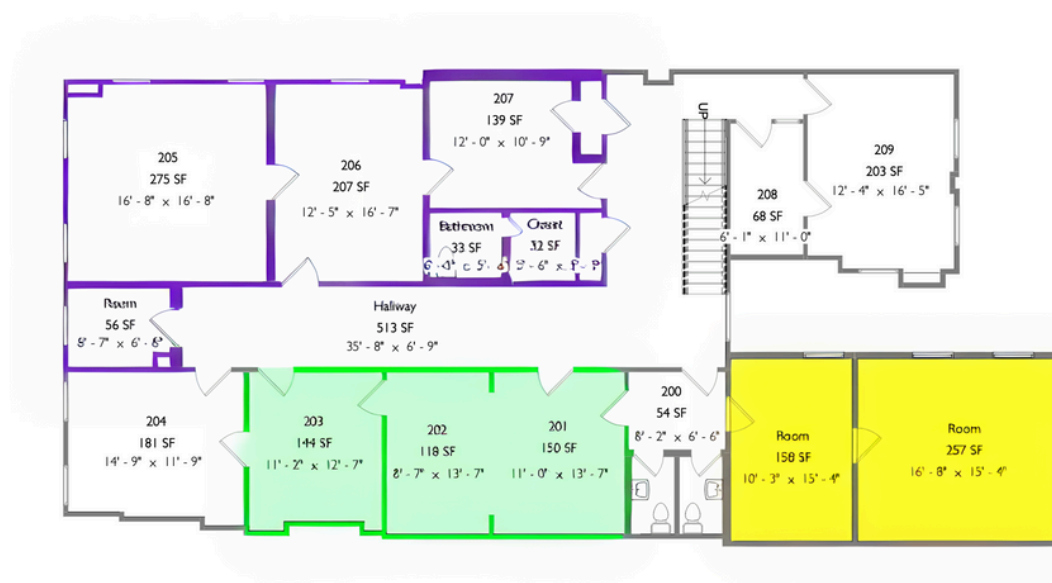 205
275 SF
16' - 8" x 16' - 8"
206
207 SF
12' - 5" x 16' - 7"
207
139 SF
12' - 0" x 10' - 9"
Bathroom
33 SF
Closet
32 SF
UP
208
68 SF
6' - 1" x 11' - 0"
209
203 SF
12' - 4" x 16' - 5"
Room
56 SF
8' - 7" x 6' - 8"
Hallway
513 SF
35' - 8" x 6' - 9"
204
181 SF
14' - 9" x 11' - 9"
203
144 SF
11' - 2" x 12' - 7"
202
118 SF
8' - 7" x 13' - 7"
201
150 SF
11' - 0" x 13' - 7"
200
54 SF
8' - 2" x 6' - 6"
Room
158 SF
10' - 3" x 15' - 4"
Room
257 SF
16' - 8" x 15' - 4"